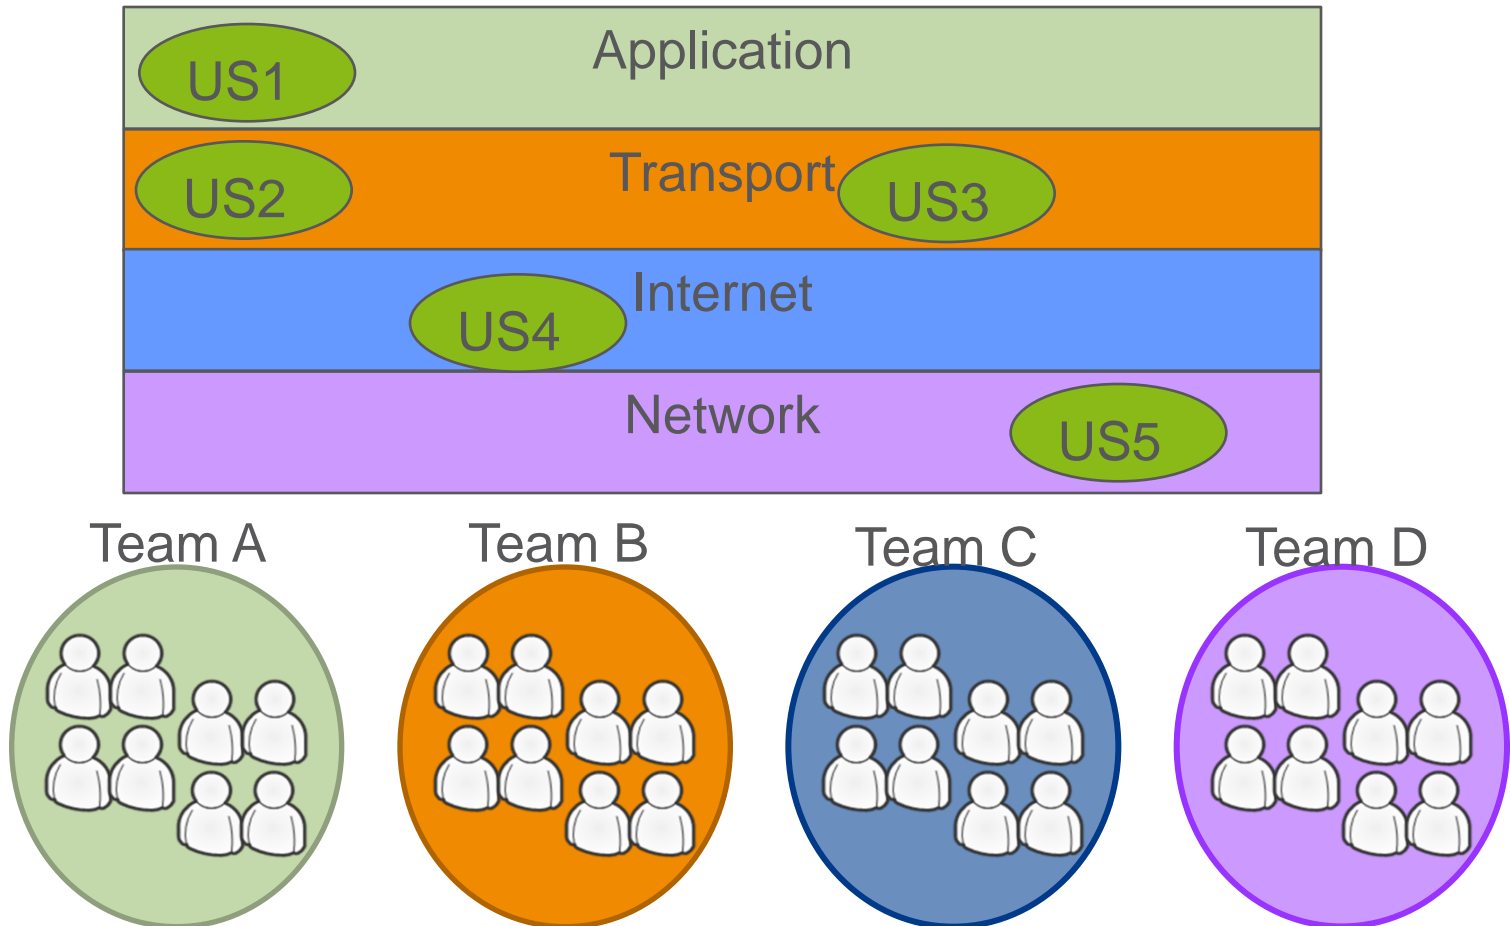 Application
US1
Transport
US2
US3
Internet
US4
Network
US5
Team A
Team B
Team C
Team D